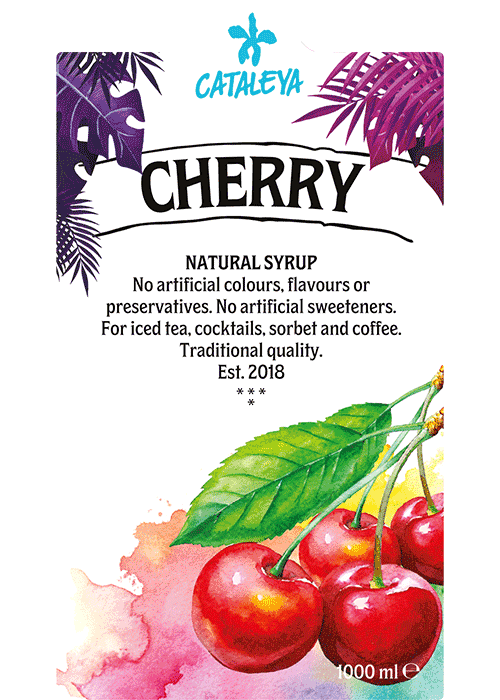 CATALEYA
CHERRY
NATURAL SYRUP
No artificial colours, flavours or
preservatives. No artificial sweeteners.
For iced tea, cocktails, sorbet and coffee.
Traditional quality.
Est. 2018
* * *
*
1000 ml ℮